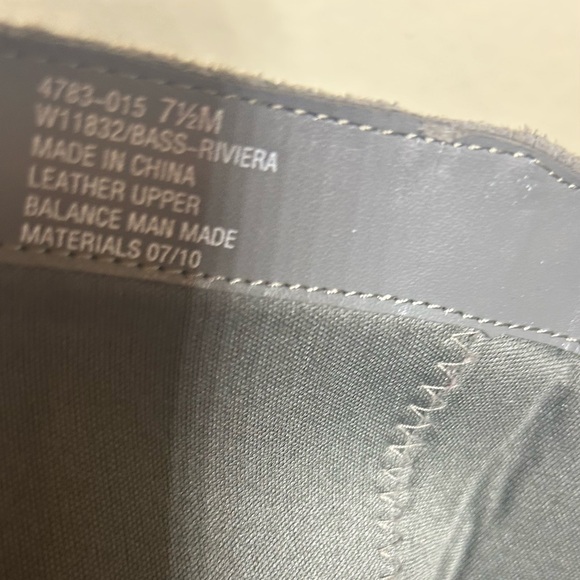 4783-015 7½M
W11832/BASS-RIVIERA
MADE IN CHINA
LEATHER UPPER
BALANCE MAN MADE
MATERIALS 07/10